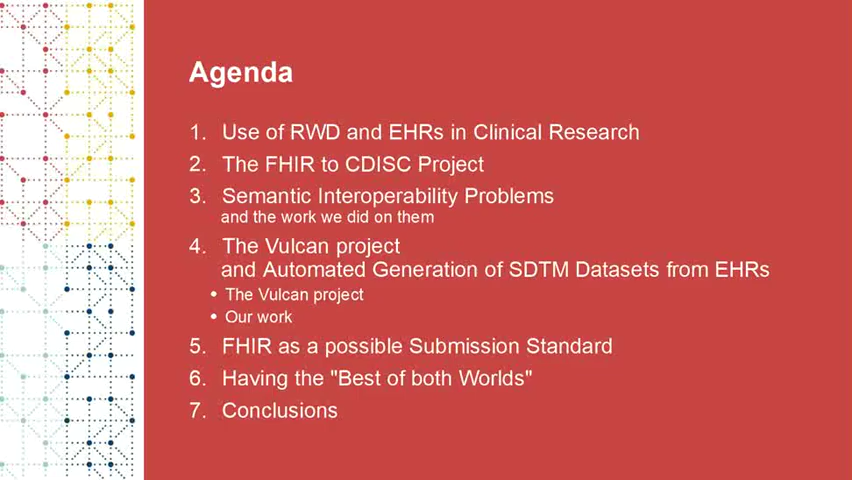 Agenda
1. Use of RWD and EHRs in Clinical Research
2. The FHIR to CDISC Project
3. Semantic Interoperability Problems
and the work we did on them
4. The Vulcan project
and Automated Generation of SDTM Datasets from EHRs
• The Vulcan project
• Our work
5. FHIR as a possible Submission Standard
6. Having the "Best of both Worlds"
7. Conclusions